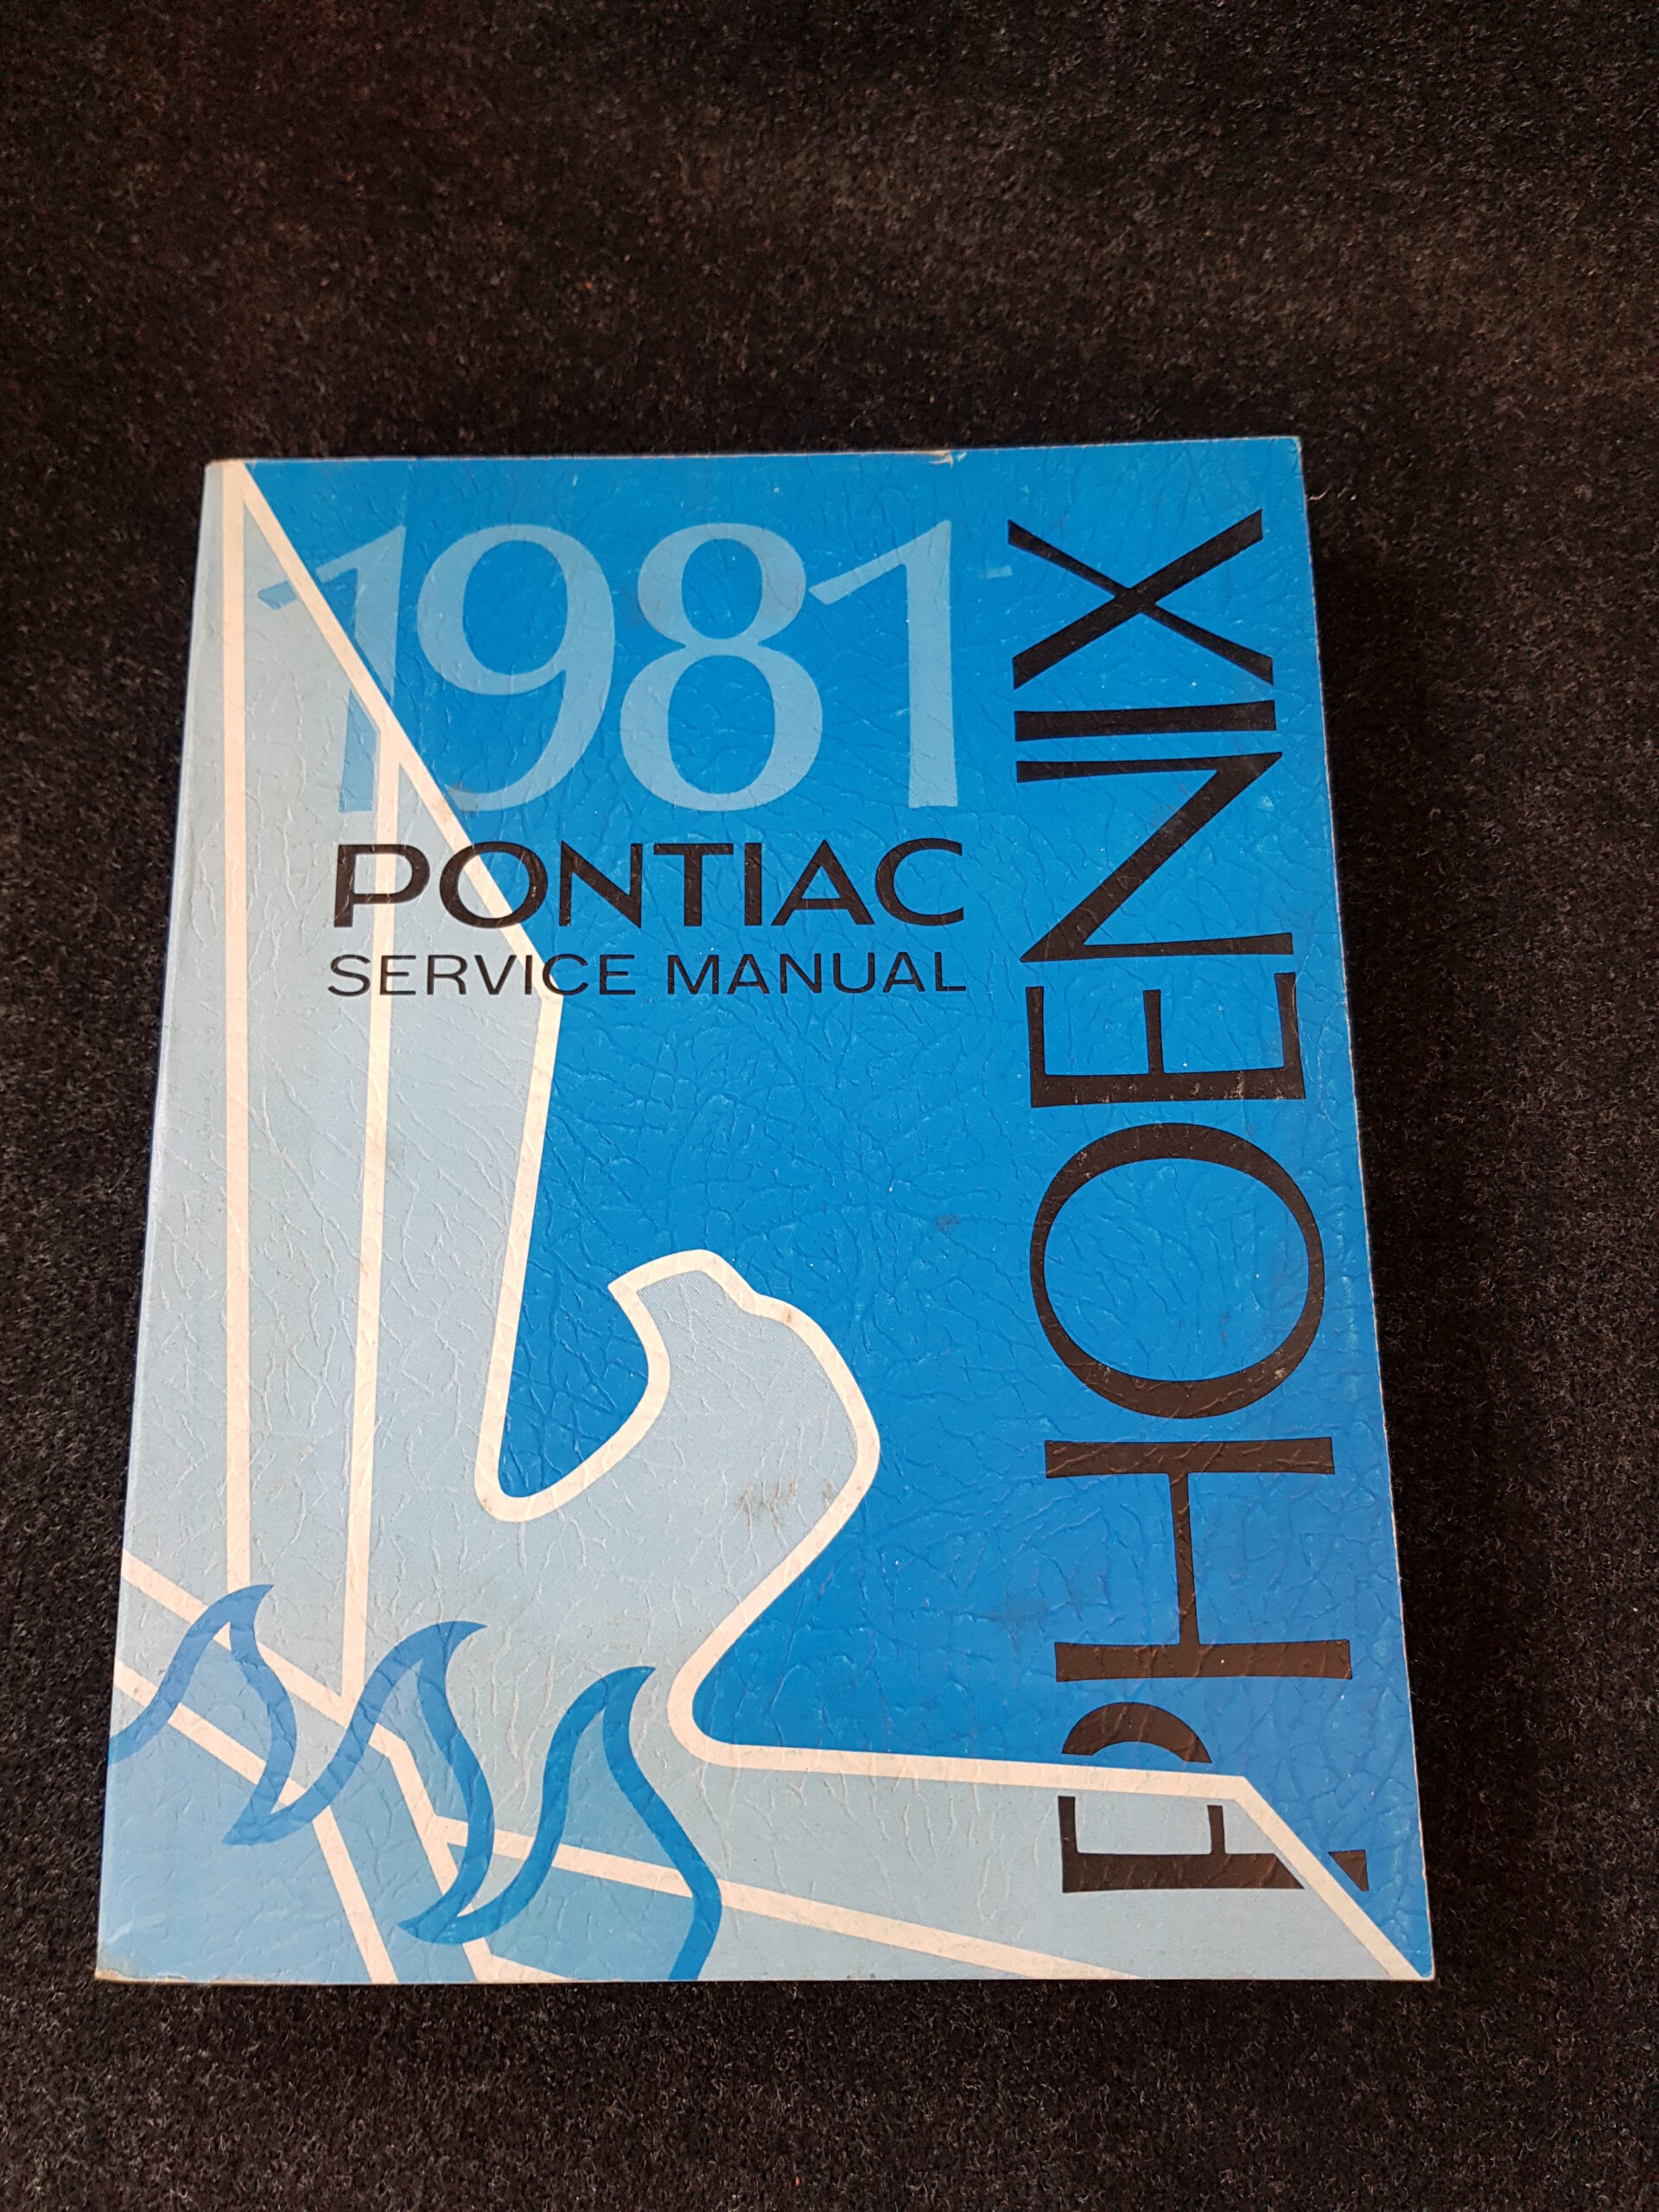 1981
PONTIAC
SERVICE MANUAL
PHOENIX